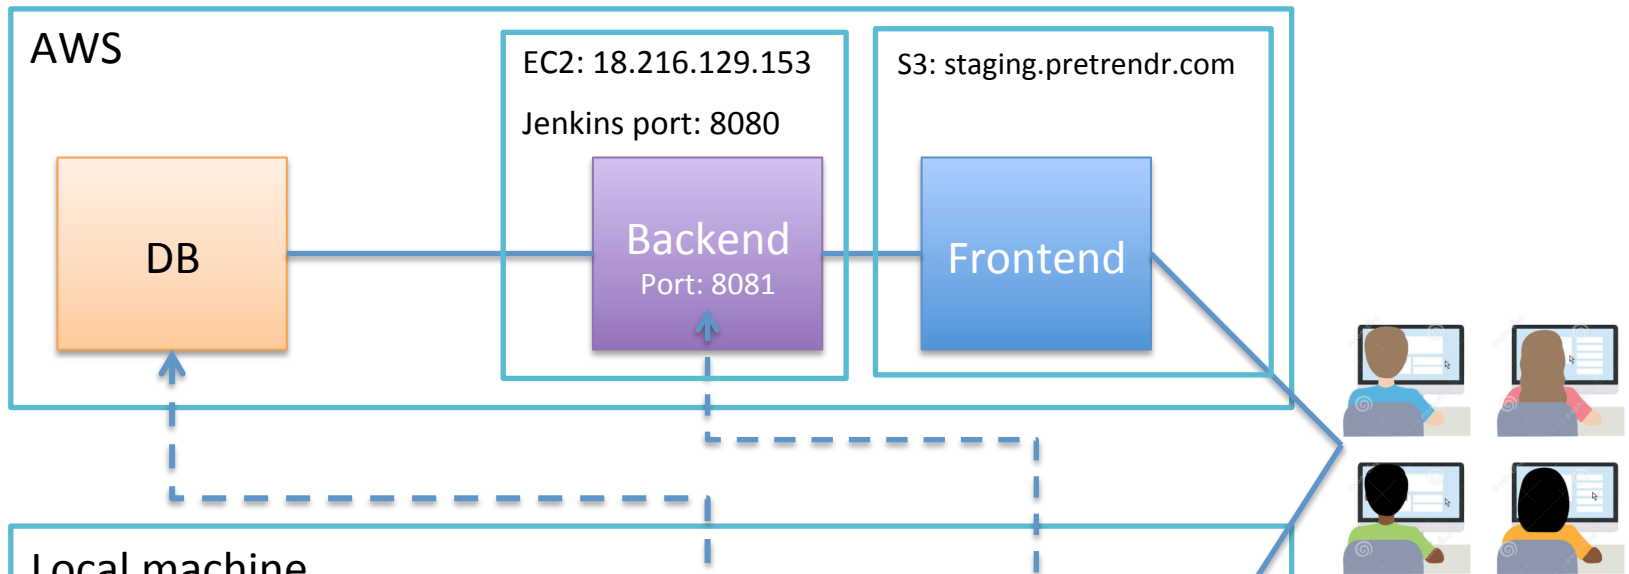 AWS
EC2: 18.216.129.153
Jenkins port: 8080
S3: staging.pretrendr.com
DB
Backend
Port: 8081
Frontend
Local machine